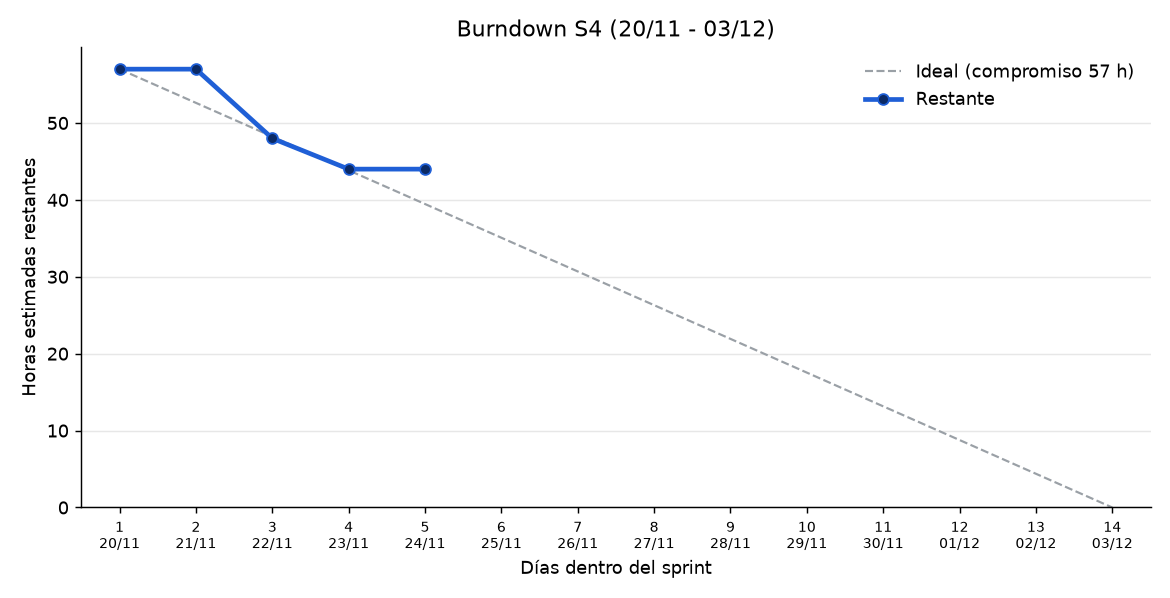 Burndown S4 (20/11 - 03/12)
Ideal (compromiso 57 h)
Restante
Horas estimadas restantes
50
40
30
20
10
0
1 2 3 4 5 6 7 8 9 10 11 12 13 14
20/11 21/11 22/11 23/11 24/11 25/11 26/11 27/11 28/11 29/11 30/11 01/12 02/12 03/12
Días dentro del sprint